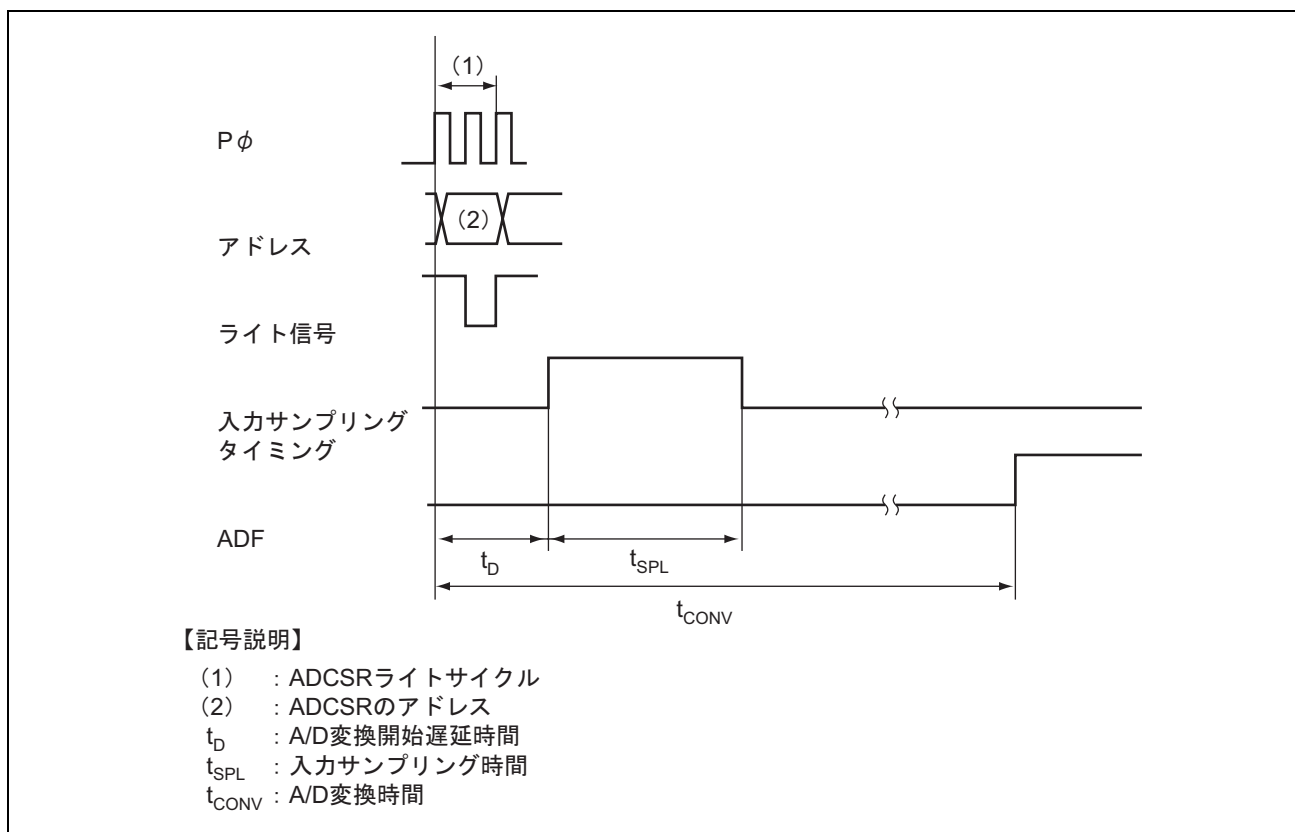 (1)
Pφ
(2)
アドレス
ライト信号
入力サンプリング
タイミング
ADF
tD
tSPL
tCONV
【記号説明】
(1) : ADCSRライトサイクル
(2) : ADCSRのアドレス
tD : A/D変換開始遅延時間
tSPL : 入力サンプリング時間
tCONV : A/D変換時間